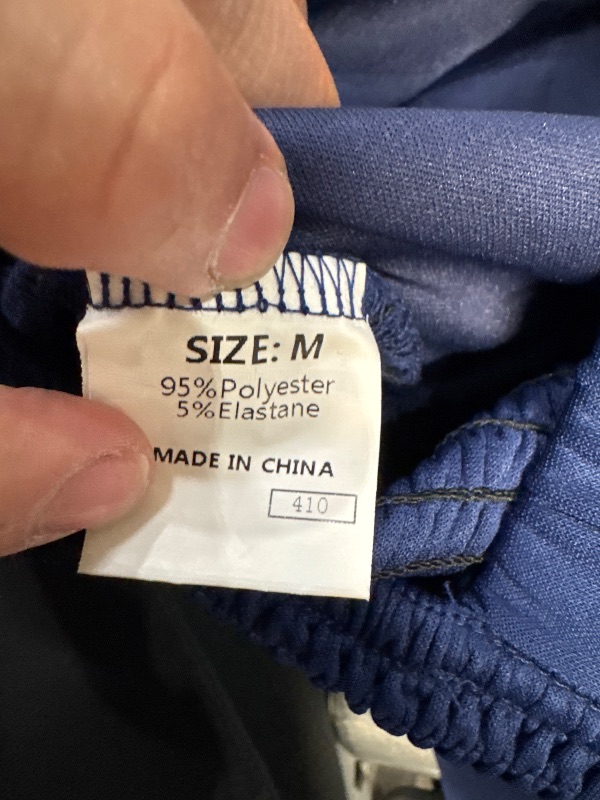 SIZE: M
95%Polyester
5%Elastane
MADE IN CHINA
410